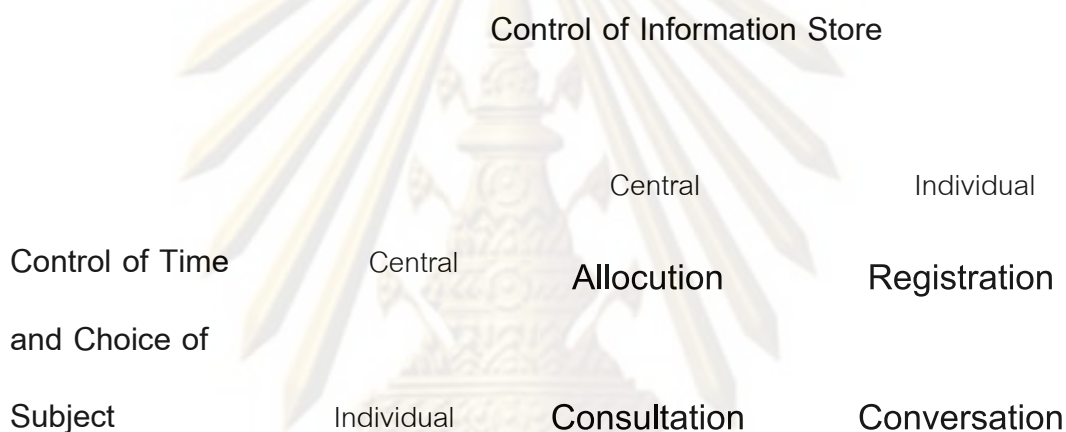 Control of Information Store
Central Individual
Control of Time Central Allocution Registration
and Choice of
Subject Individual Consultation Conversation